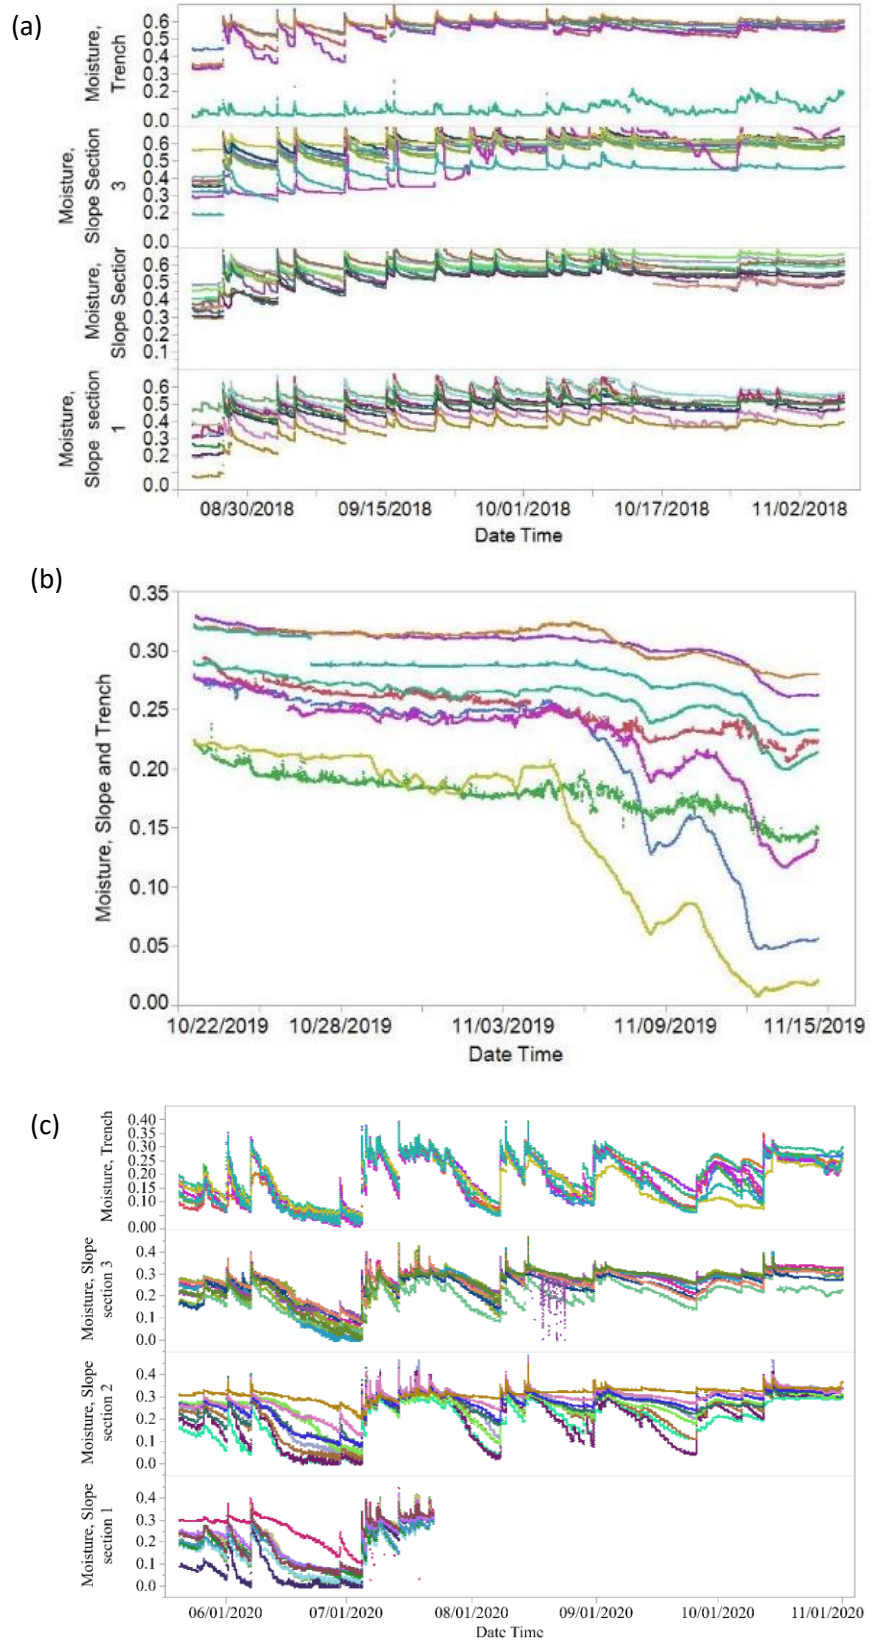 (a)
Moisture,
Trench
0.6
0.5
0.4
0.3
0.2
0.0
Moisture,
Slope Section
3
0.6
0.5
0.4
0.3
0.2
0.0
Moisture,
Slope Sectior
0.6
0.5
0.4
0.3
0.2
0.1
Moisture,
Slope section
1
0.6
0.5
0.4
0.3
0.2
0.0
08/30/2018 09/15/2018 10/01/2018 10/17/2018 11/02/2018
Date Time
(b)
Moisture, Slope and Trench
0.35
0.30
0.25
0.20
0.15
0.10
0.05
0.00
10/22/2019 10/28/2019 11/03/2019 11/09/2019 11/15/2019
Date Time
(c)
Moisture, Trench
0.40
0.35
0.30
0.25
0.20
0.15
0.10
0.00
Moisture, Slope
section 3
0.4
0.3
0.2
0.1
0.0
Moisture, Slope
section 2
0.4
0.3
0.2
0.1
0.0
Moisture, Slope
section 1
0.4
0.3
0.2
0.1
0.0
06/01/2020 07/01/2020 08/01/2020 09/01/2020 10/01/2020 11/01/2020
Date Time